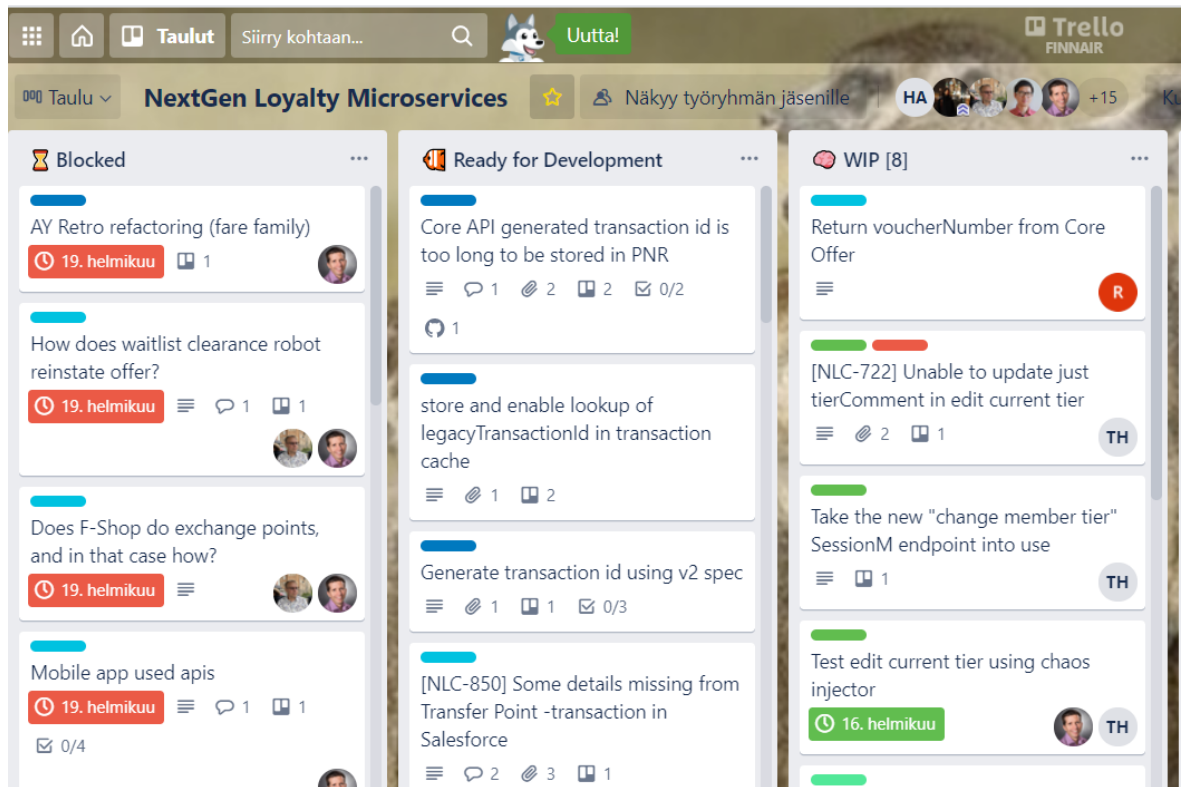 Taulut
Siirry kohtaan...
Uutta!
Trello
FINNAIR
Taulu
NextGen Loyalty Microservices
Näkyy työryhmän jäsenille
HA
+15
Ku
Blocked
AY Retro refactoring (fare family)
19. helmikuu
1
How does waitlist clearance robot
reinstate offer?
19. helmikuu
1
1
Does F-Shop do exchange points,
and in that case how?
19. helmikuu
Mobile app used apis
19. helmikuu
1
1
0/4
Ready for Development
Core API generated transaction id is
too long to be stored in PNR
1
2
2
0/2
1
store and enable lookup of
legacyTransactionId in transaction
cache
1
2
Generate transaction id using v2 spec
1
1
0/3
[NLC-850] Some details missing from
Transfer Point -transaction in
Salesforce
2
3
1
WIP [8]
Return voucherNumber from Core
Offer
R
[NLC-722] Unable to update just
tierComment in edit current tier
2
1
TH
Take the new "change member tier"
SessionM endpoint into use
1
TH
Test edit current tier using chaos
injector
16. helmikuu
TH